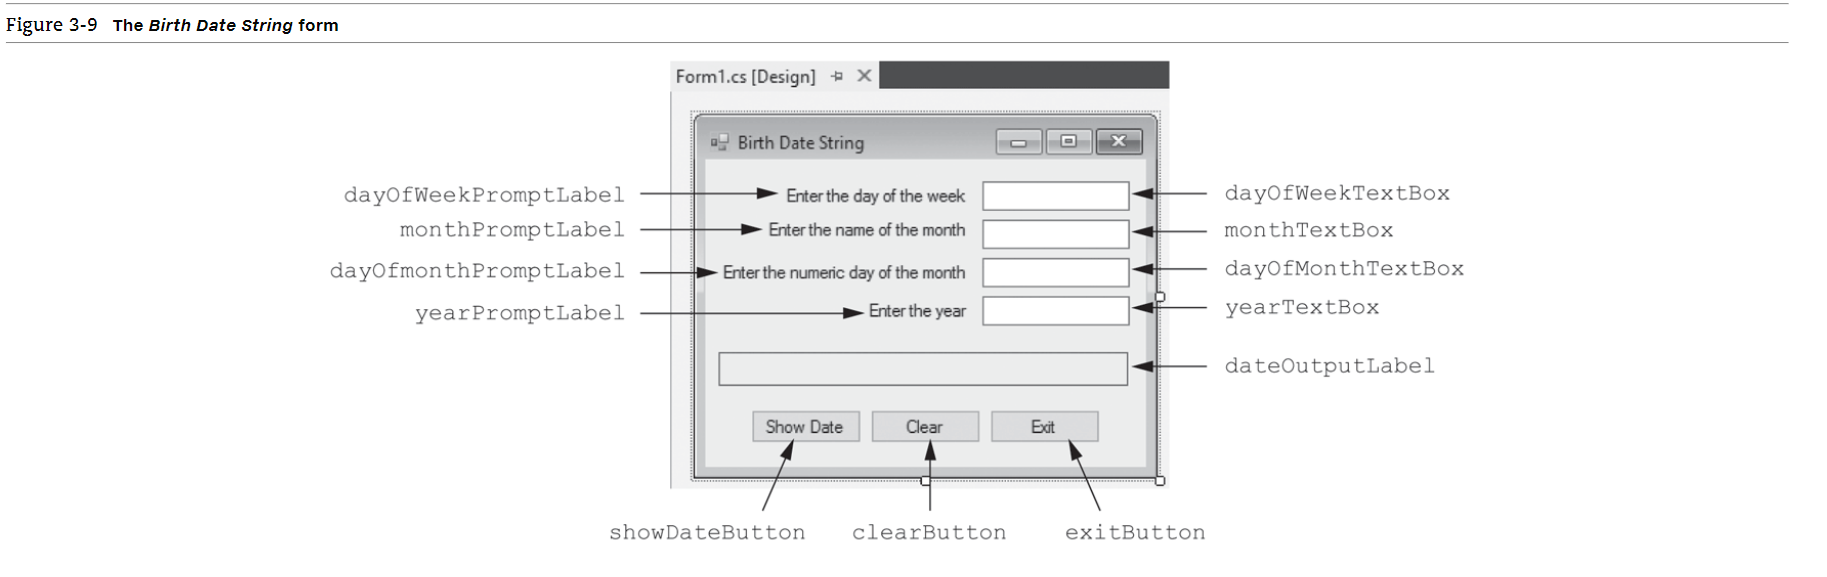 Figure 3-9 The Birth Date String form
Form1.cs [Design]
Birth Date String
dayOfWeekPromptLabel Enter the day of the week dayOfWeekTextBox
monthPromptLabel Enter the name of the month monthTextBox
dayOfmonthPromptLabel Enter the numeric day of the month dayOfMonthTextBox
yearPromptLabel Enter the year yearTextBox
dateOutputLabel
Show Date Clear Exit
showDateButton clearButton exitButton